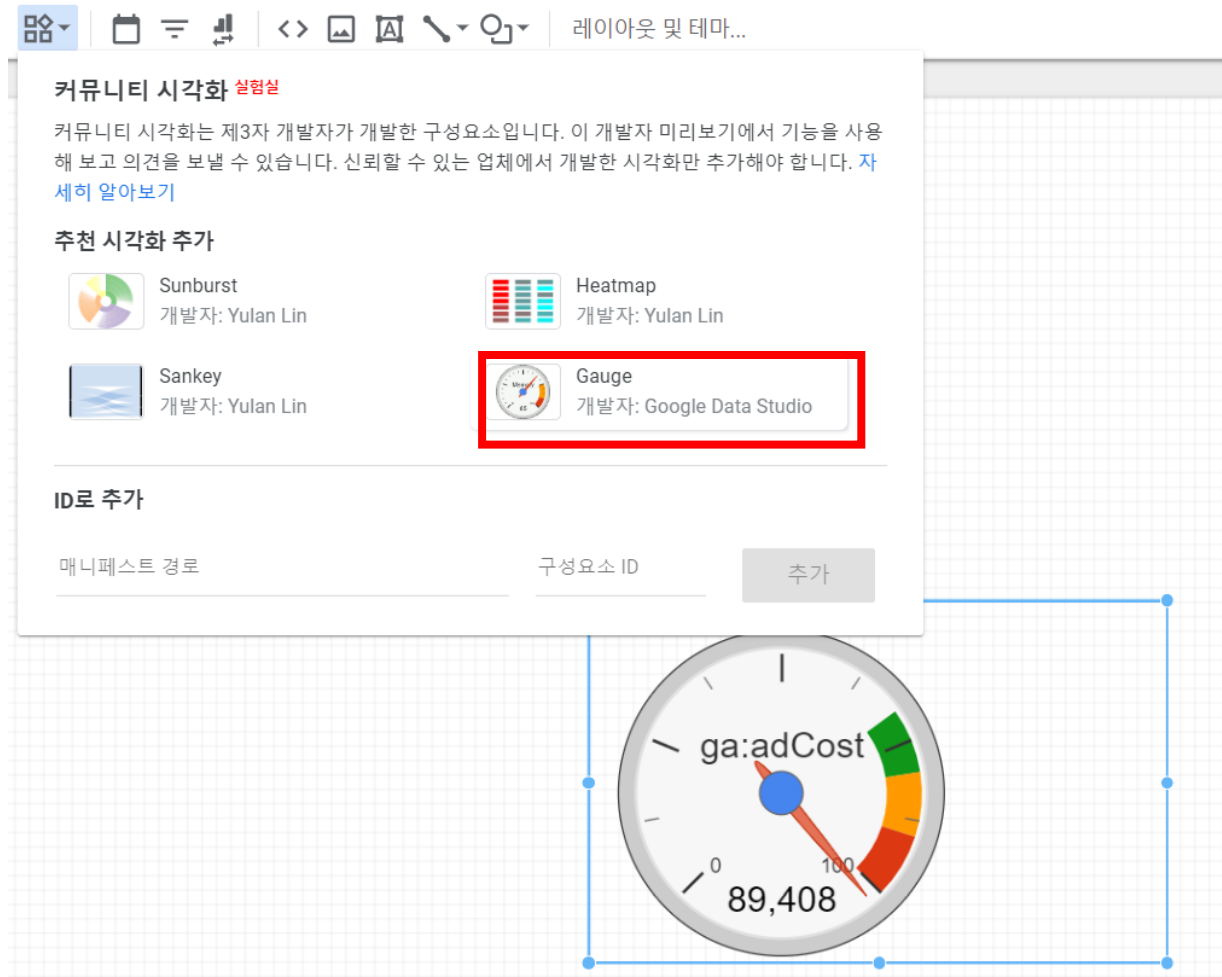 레이아웃 및 테마...
커뮤니티 시각화 실험실
커뮤니티 시각화는 제3자 개발자가 개발한 구성요소입니다. 이 개발자 미리보기에서 기능을 사용
해 보고 의견을 보낼 수 있습니다. 신뢰할 수 있는 업체에서 개발한 시각화만 추가해야 합니다. 자
세히 알아보기
추천 시각화 추가
Sunburst
개발자: Yulan Lin
Heatmap
개발자: Yulan Lin
Sankey
개발자: Yulan Lin
Gauge
개발자: Google Data Studio
ID로 추가
매니페스트 경로
구성요소 ID
추가
ga:adCost
0
100
89,408